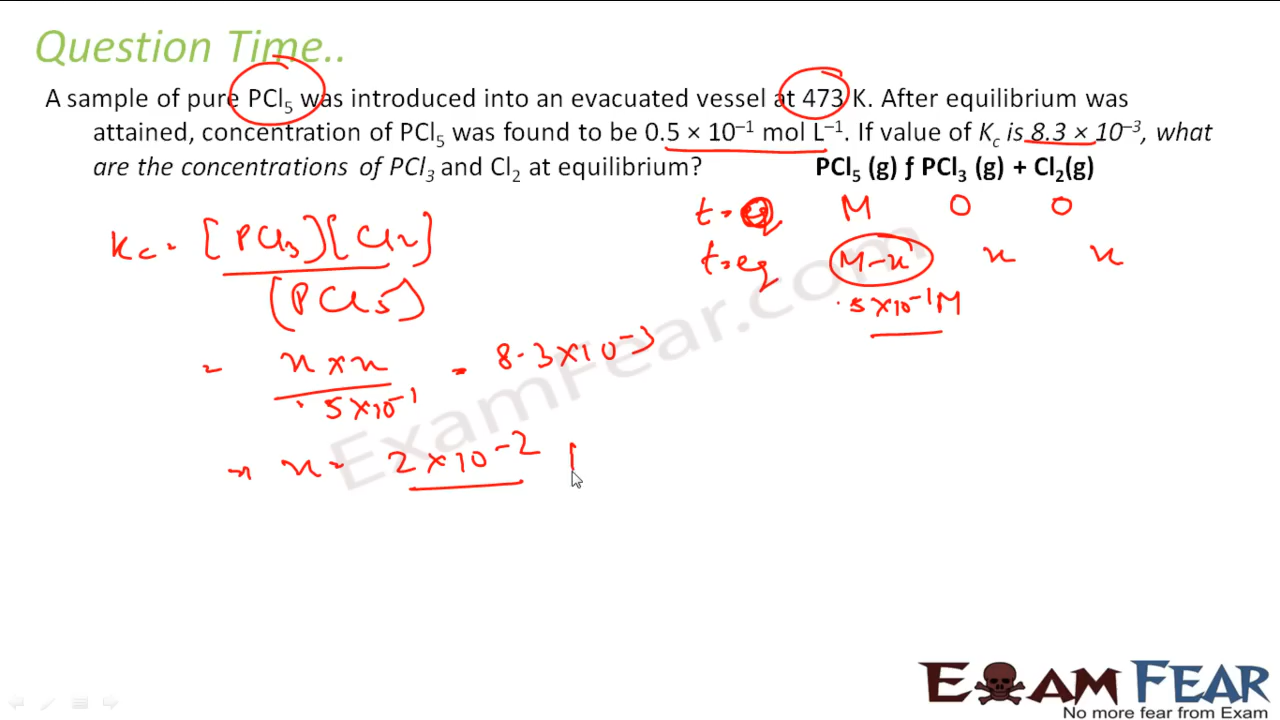 Question Time..
A sample of pure PCl₅ was introduced into an evacuated vessel at 473 K. After equilibrium was
attained, concentration of PCl₅ was found to be 0.5 × 10⁻¹ mol L⁻¹. If value of Kc is 8.3 × 10⁻³, what
are the concentrations of PCl₃ and Cl₂ at equilibrium? PCl₅ (g) ƒ PCl₃ (g) + Cl₂(g)
t = M 0 0
Kc = [PCl3][Cl2]
t=eq M-x x x
[PCl5]
.5×10⁻¹M
= x × x = 8.3×10⁻³
.5×10⁻¹
⇒ x = 2×10⁻²
ExamFear.com
EXAM FEAR
No more fear from Exam